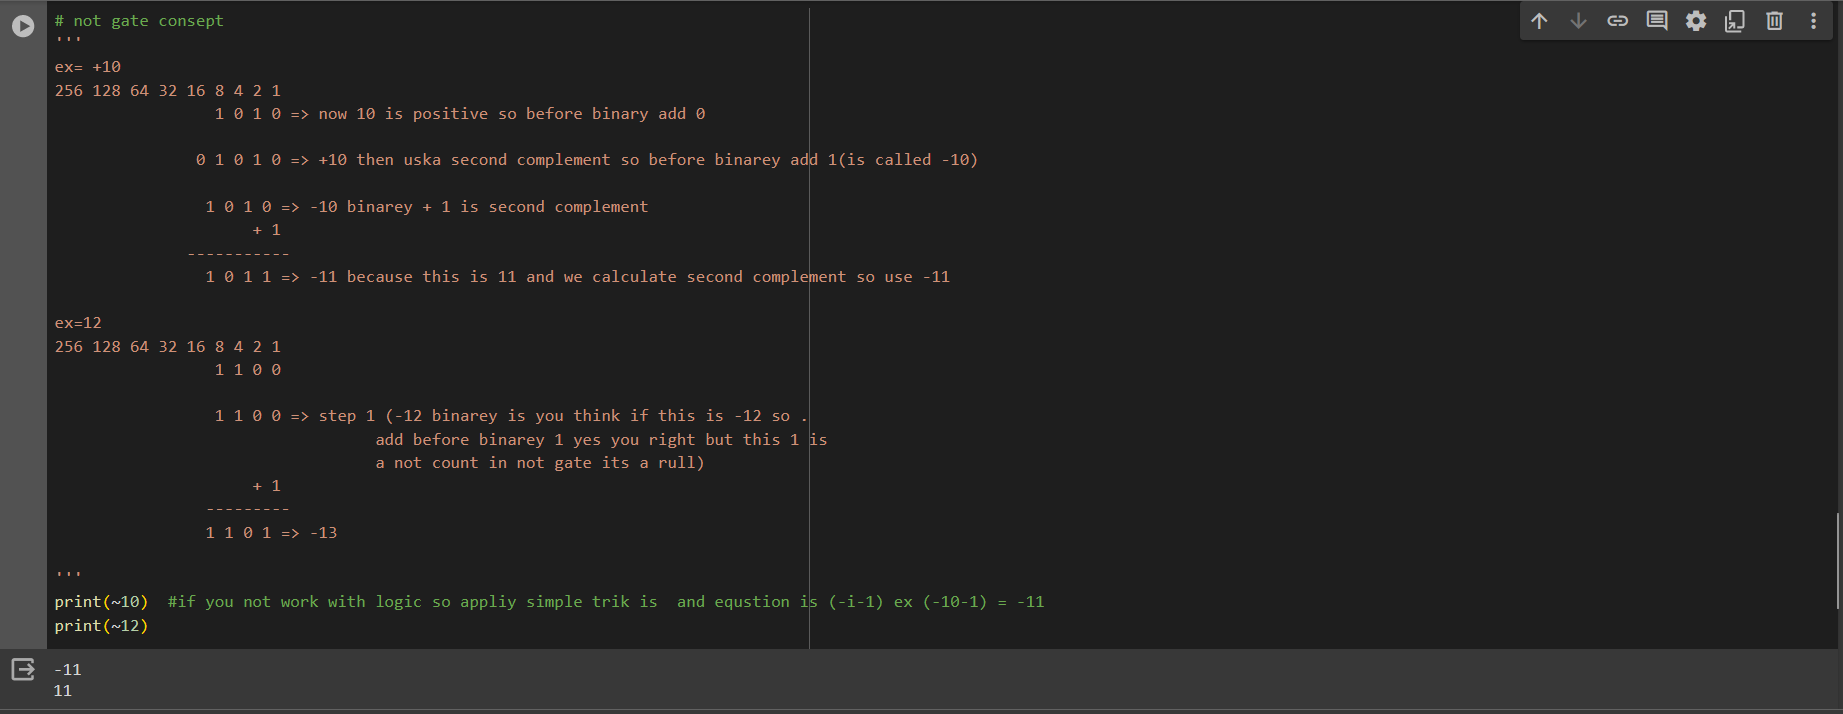 # not gate consept
'''
ex= +10
256 128 64 32 16 8 4 2 1
1 0 1 0 => now 10 is positive so before binary add 0
0 1 0 1 0 => +10 then uska second complement so before binarey add 1(is called -10)
1 0 1 0 => -10 binarey + 1 is second complement
+ 1
-----------
1 0 1 1 => -11 because this is 11 and we calculate second complement so use -11
ex=12
256 128 64 32 16 8 4 2 1
1 1 0 0
1 1 0 0 => step 1 (-12 binarey is you think if this is -12 so .
add before binarey 1 yes you right but this 1 is
a not count in not gate its a rull)
+ 1
---------
1 1 0 1 => -13
'''
print(~10)  #if you not work with logic so appliy simple trik is  and equstion is (-i-1) ex (-10-1) = -11
print(~12)
-11
11